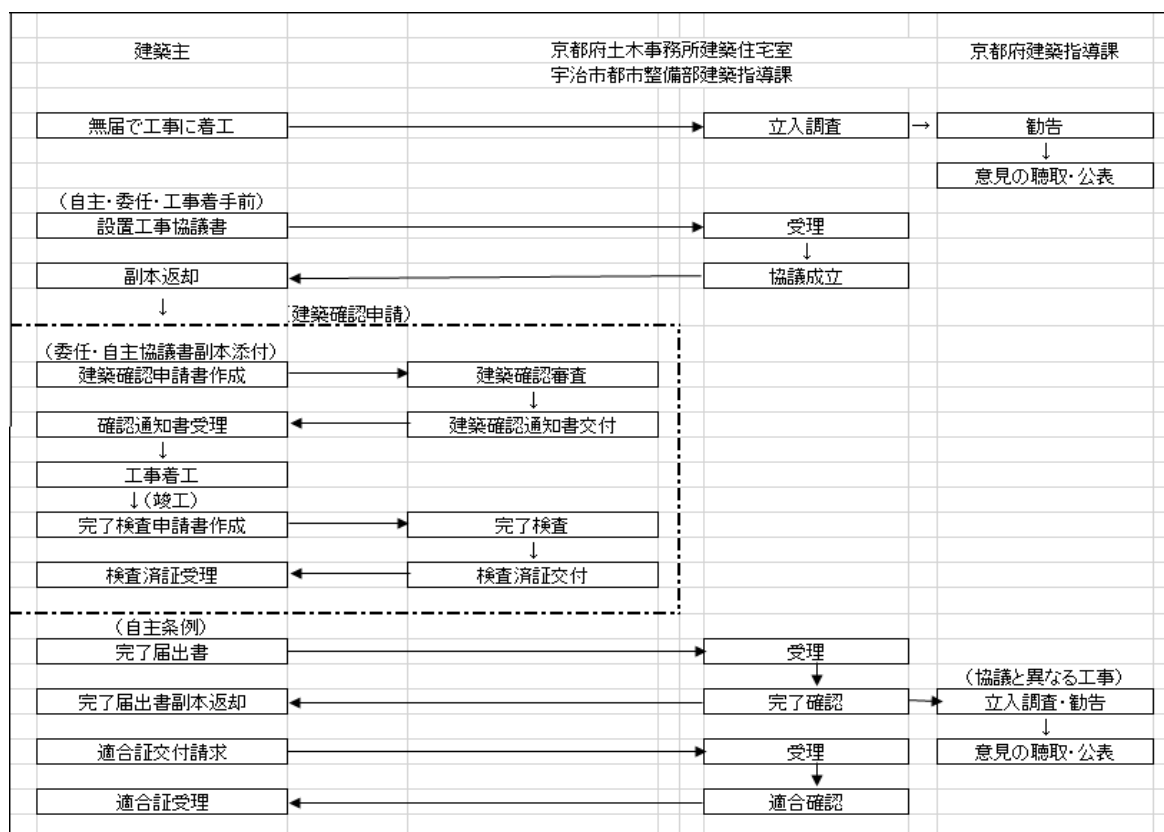 建築主
京都府土木事務所建築住宅室
宇治市都市整備部建築指導課
京都府建築指導課
無届で工事に着工
立入調査
→
勧告
↓
意見の聴取・公表
(自主・委任・工事着手前)
設置工事協議書
受理
↓
副本返却
協議成立
↓
(建築確認申請)
(委任・自主協議書副本添付)
建築確認申請書作成
建築確認審査
↓
確認通知書受理
建築確認通知書交付
↓
工事着工
↓(竣工)
完了検査申請書作成
完了検査
↓
検査済証受理
検査済証交付
(自主条例)
完了届出書
受理
(協議と異なる工事)
完了届出書副本返却
完了確認
立入調査・勧告
↓
適合証交付請求
受理
意見の聴取・公表
適合証受理
適合確認